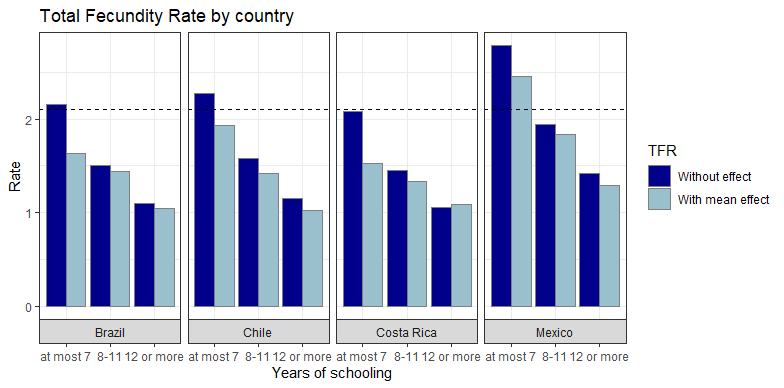 Total Fecundity Rate by country
Rate
2
1
0
Brazil Chile Costa Rica Mexico
at most 7 8-11 12 or more at most 7 8-11 12 or more at most 7 8-11 12 or more at most 7 8-11 12 or more
Years of schooling
TFR
Without effect
With mean effect